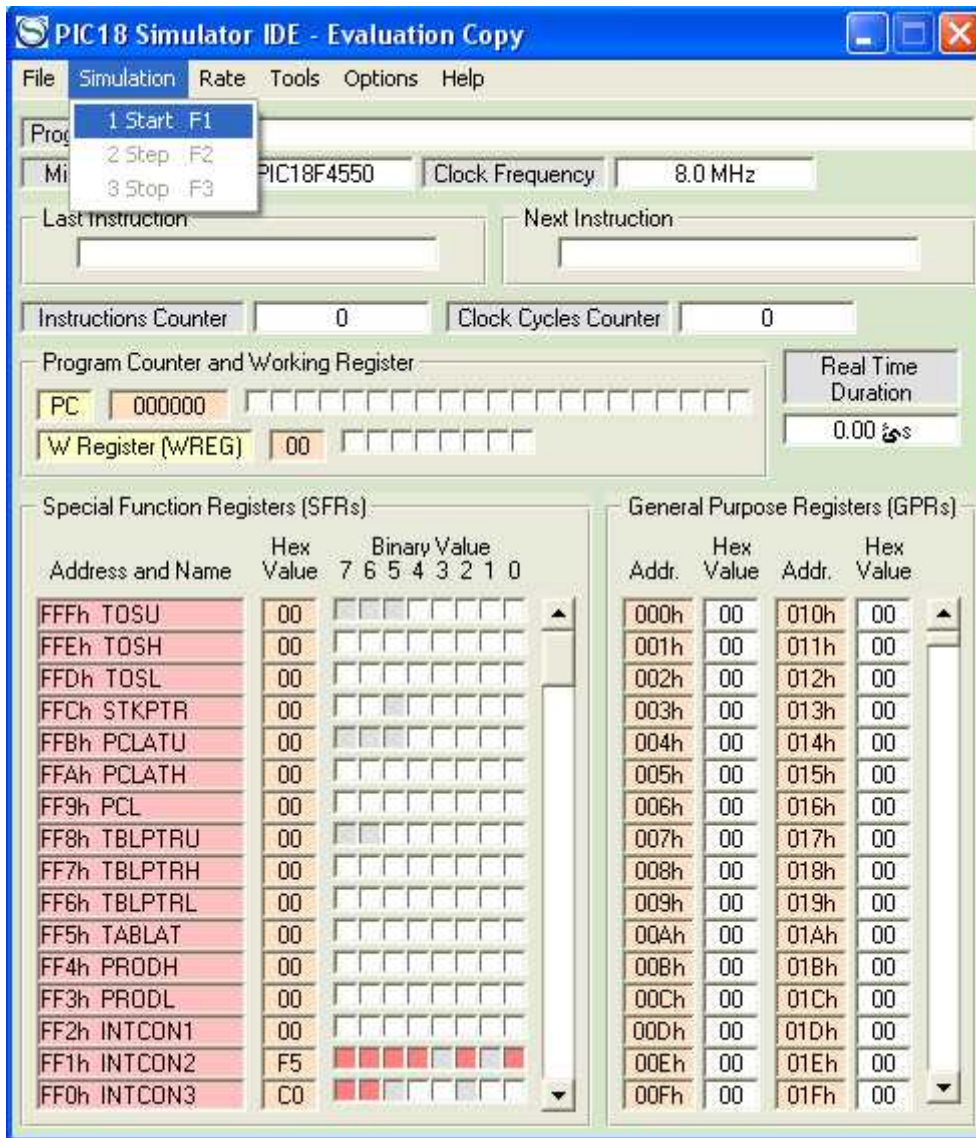 PIC18 Simulator IDE - Evaluation Copy
File Simulation Rate Tools Options Help
1 Start F1
2 Step F2
3 Stop F3
PIC18F4550 Clock Frequency 8.0 MHz
Last Instruction Next Instruction
Instructions Counter 0 Clock Cycles Counter 0
Program Counter and Working Register
Real Time
Duration
PC 000000
0.00 ئs
W Register (WREG) 00
Special Function Registers (SFRs)
Hex Binary Value
Address and Name Value 7 6 5 4 3 2 1 0
FFFh TOSU 00
FFEh TOSH 00
FFDh TOSL 00
FFCh STKPTR 00
FFBh PCLATU 00
FFAh PCLATH 00
FF9h PCL 00
FF8h TBLPTRU 00
FF7h TBLPTRH 00
FF6h TBLPTRL 00
FF5h TABLAT 00
FF4h PRODH 00
FF3h PRODL 00
FF2h INTCON1 00
FF1h INTCON2 F5
FF0h INTCON3 C0
General Purpose Registers (GPRs)
Hex Hex
Addr. Value Addr. Value
000h 00 010h 00
001h 00 011h 00
002h 00 012h 00
003h 00 013h 00
004h 00 014h 00
005h 00 015h 00
006h 00 016h 00
007h 00 017h 00
008h 00 018h 00
009h 00 019h 00
00Ah 00 01Ah 00
00Bh 00 01Bh 00
00Ch 00 01Ch 00
00Dh 00 01Dh 00
00Eh 00 01Eh 00
00Fh 00 01Fh 00